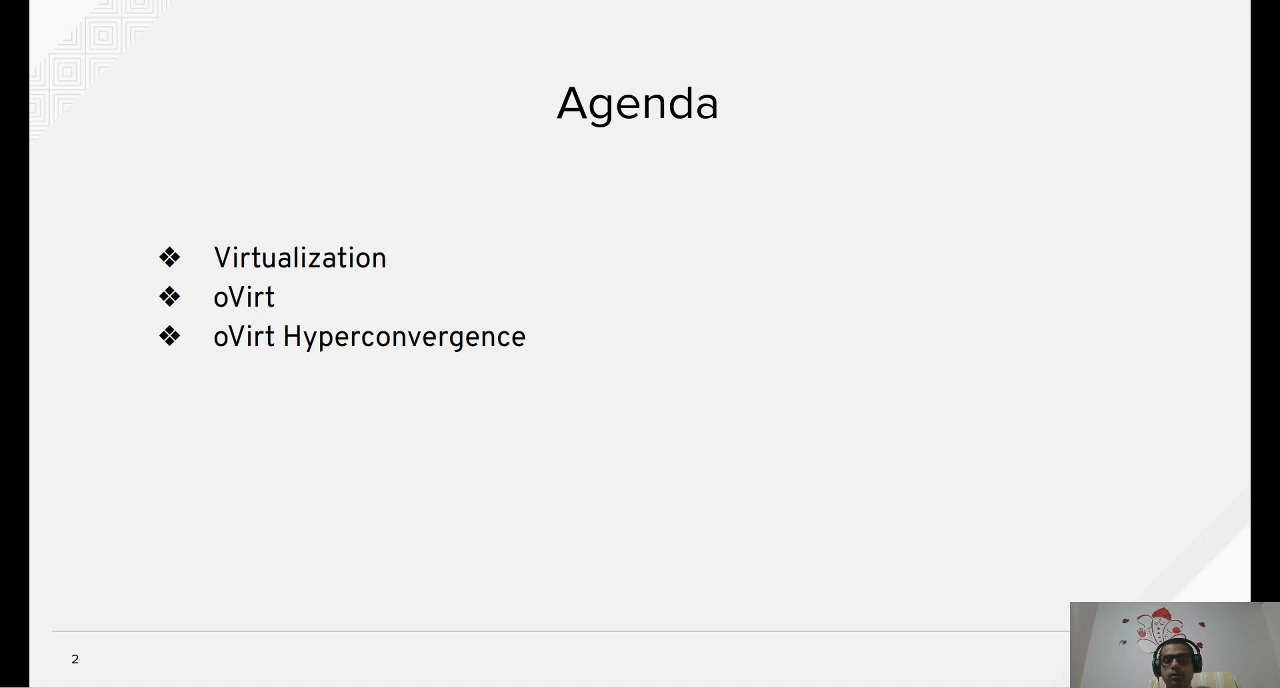 Agenda
❖ Virtualization
❖ oVirt
❖ oVirt Hyperconvergence
2